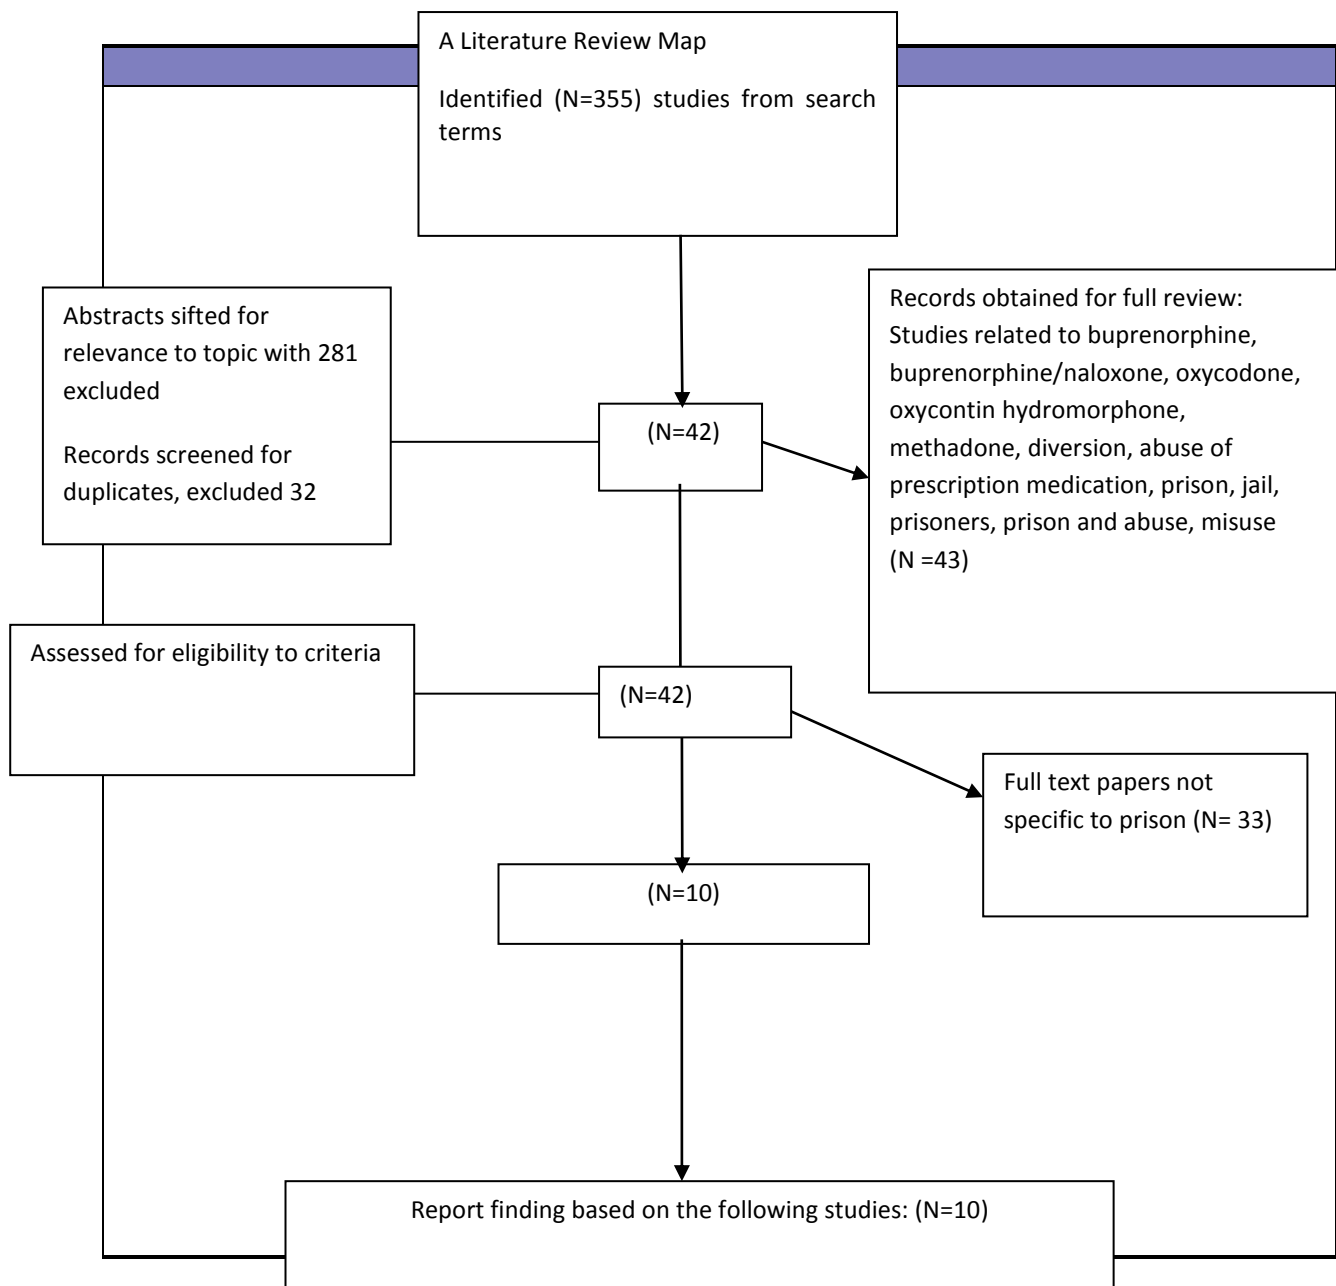 A Literature Review Map
Identified (N=355) studies from search
terms
Abstracts sifted for
relevance to topic with 281
excluded
Records screened for
duplicates, excluded 32
(N=42)
Records obtained for full review:
Studies related to buprenorphine,
buprenorphine/naloxone, oxycodone,
oxycontin hydromorphone,
methadone, diversion, abuse of
prescription medication, prison, jail,
prisoners, prison and abuse, misuse
(N =43)
Assessed for eligibility to criteria
(N=42)
Full text papers not
specific to prison (N= 33)
(N=10)
Report finding based on the following studies: (N=10)